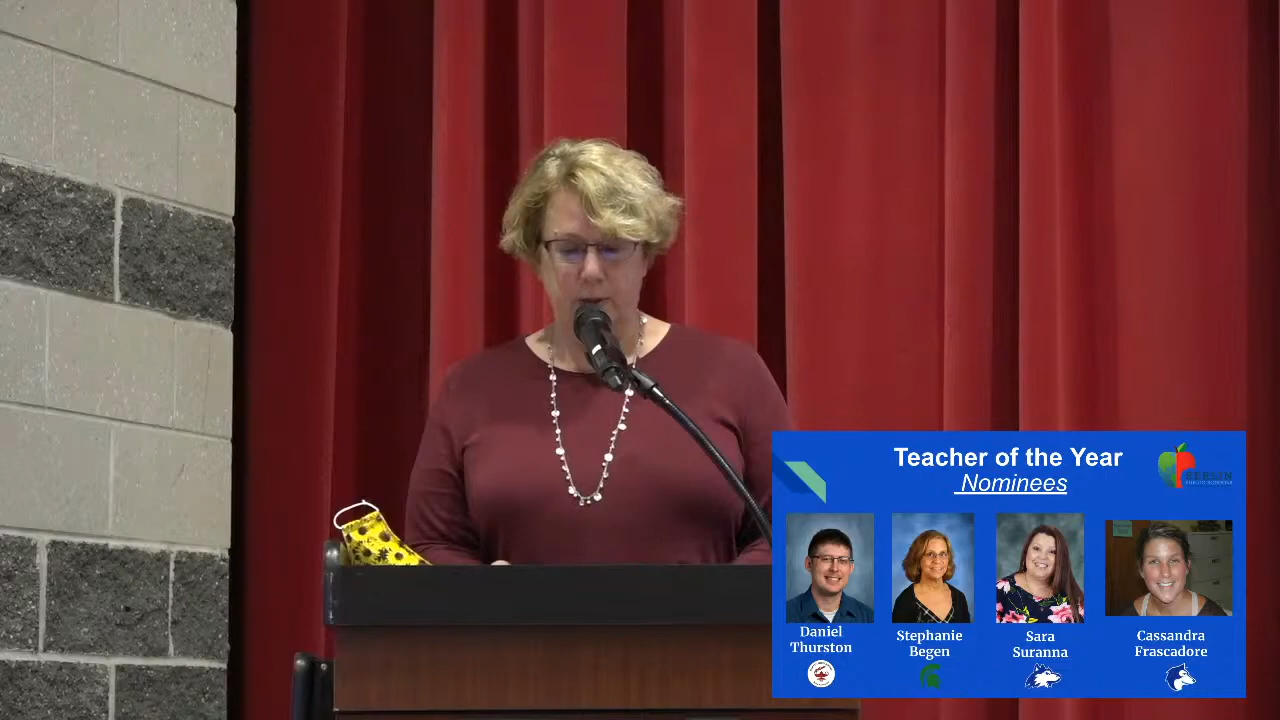 Teacher of the Year
Nominees
Daniel
Thurston
Stephanie
Begen
Sara
Suranna
Cassandra
Frascadore